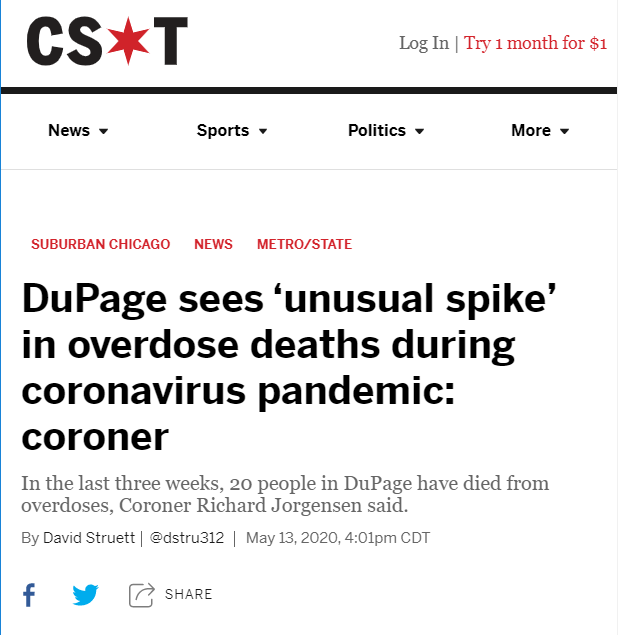 CS★T
Log In | Try 1 month for $1
News
Sports
Politics
More
SUBURBAN CHICAGO NEWS METRO/STATE
DuPage sees ‘unusual spike’
in overdose deaths during
coronavirus pandemic:
coroner
In the last three weeks, 20 people in DuPage have died from
overdoses, Coroner Richard Jorgensen said.
By David Struett | @dstru312 | May 13, 2020, 4:01pm CDT
SHARE